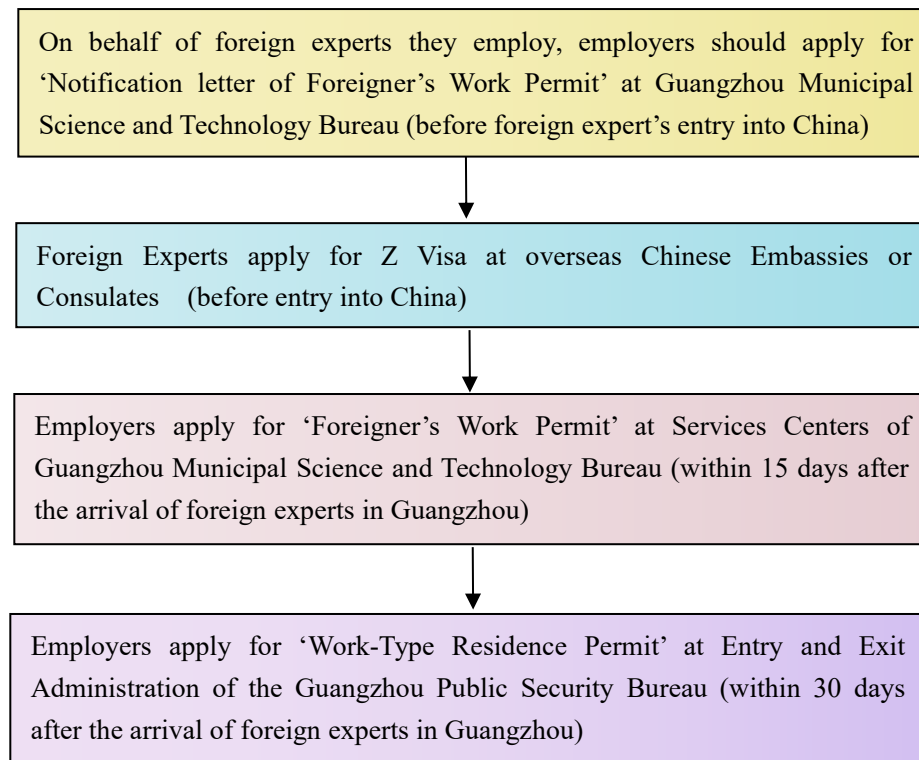 On behalf of foreign experts they employ, employers should apply for
‘Notification letter of Foreigner’s Work Permit’ at Guangzhou Municipal
Science and Technology Bureau (before foreign expert’s entry into China)
Foreign Experts apply for Z Visa at overseas Chinese Embassies or
Consulates (before entry into China)
Employers apply for ‘Foreigner’s Work Permit’ at Services Centers of
Guangzhou Municipal Science and Technology Bureau (within 15 days after
the arrival of foreign experts in Guangzhou)
Employers apply for ‘Work-Type Residence Permit’ at Entry and Exit
Administration of the Guangzhou Public Security Bureau (within 30 days
after the arrival of foreign experts in Guangzhou)